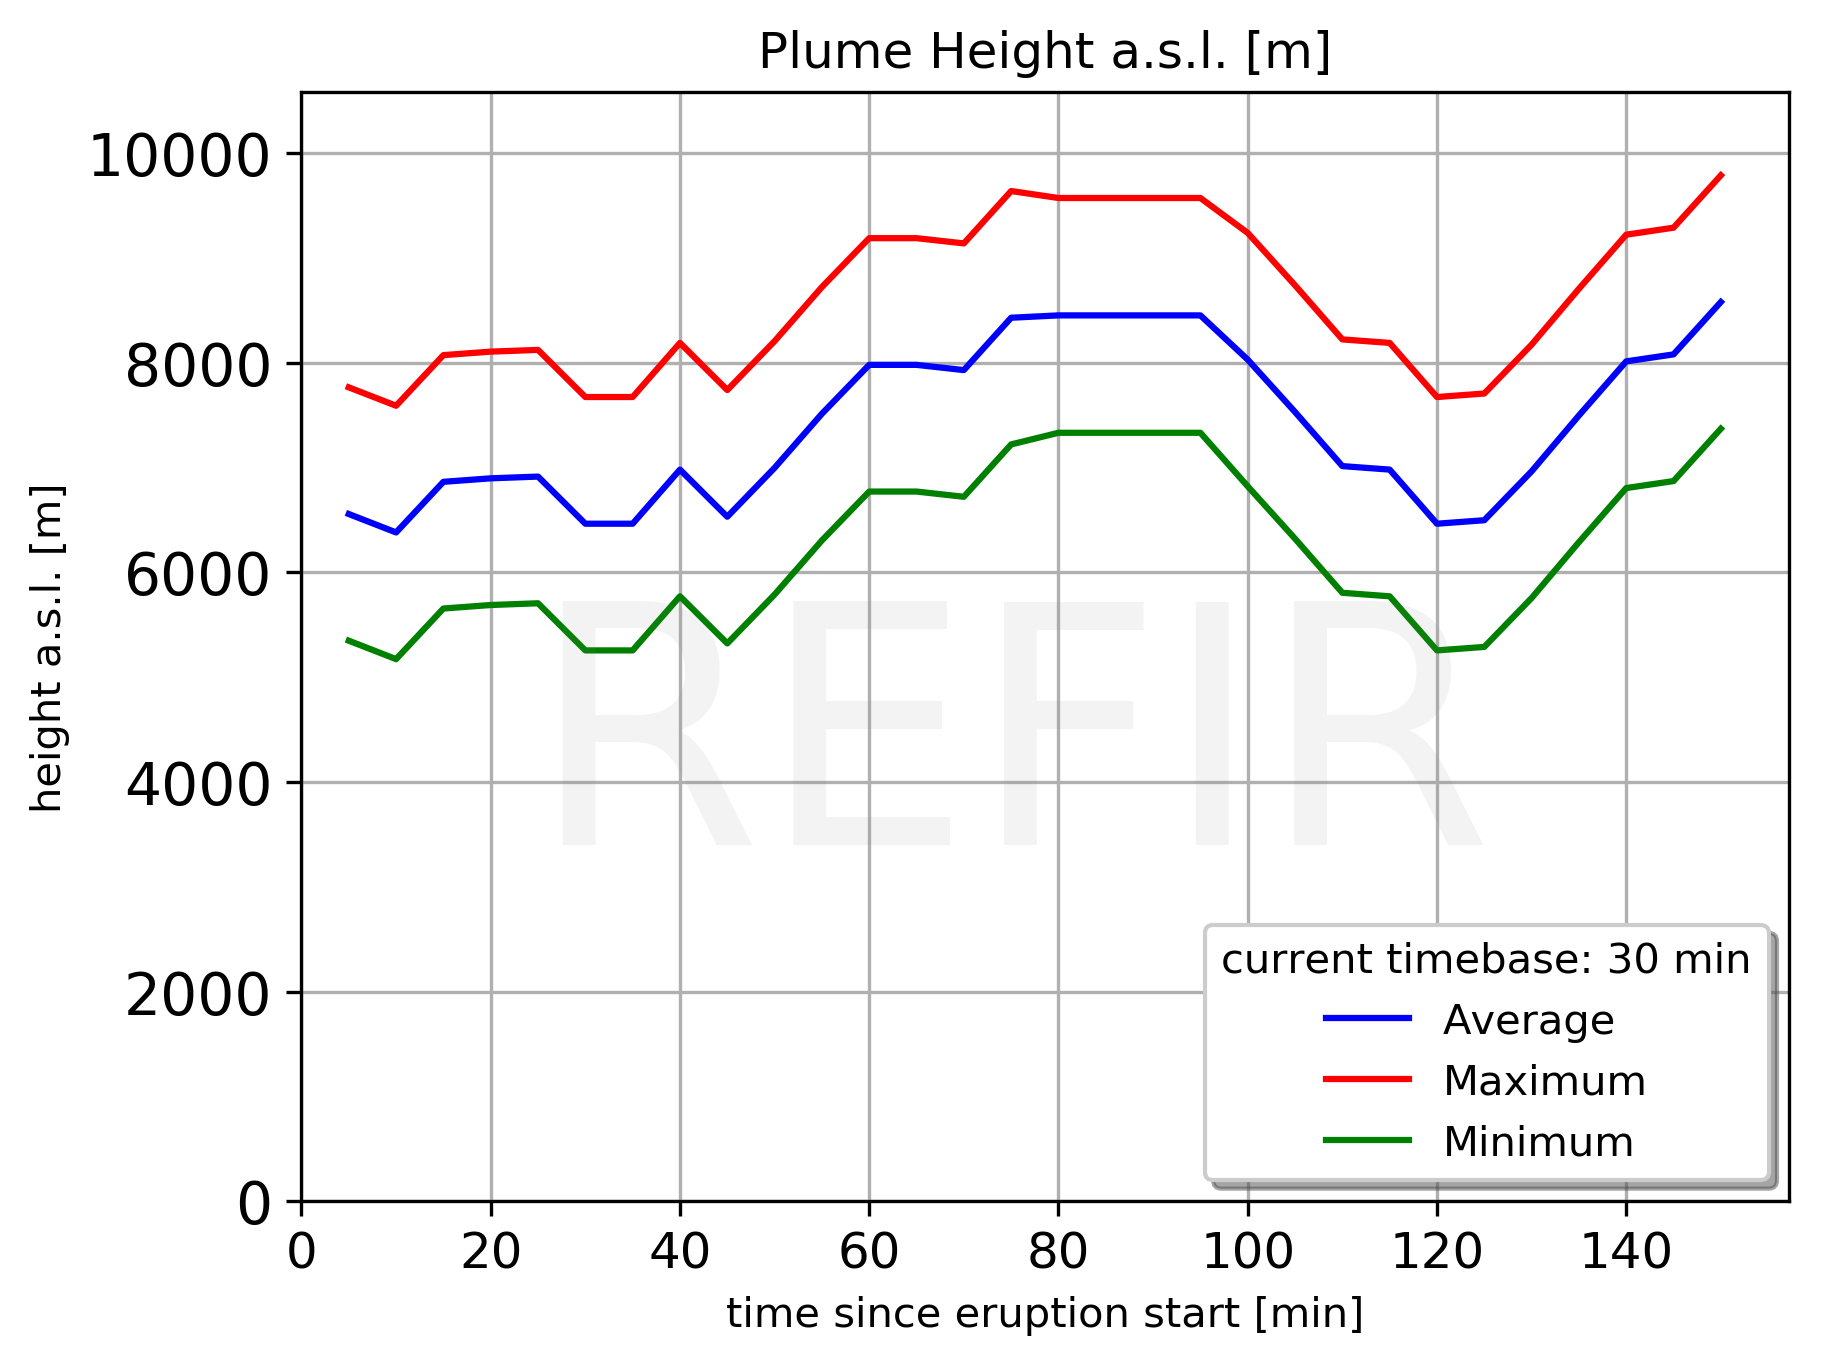 Plume Height a.s.l. [m]
10000
8000
6000
4000
2000
0
height a.s.l. [m]
REFIR
current timebase: 30 min
Average
Maximum
Minimum
0 20 40 60 80 100 120 140
time since eruption start [min]